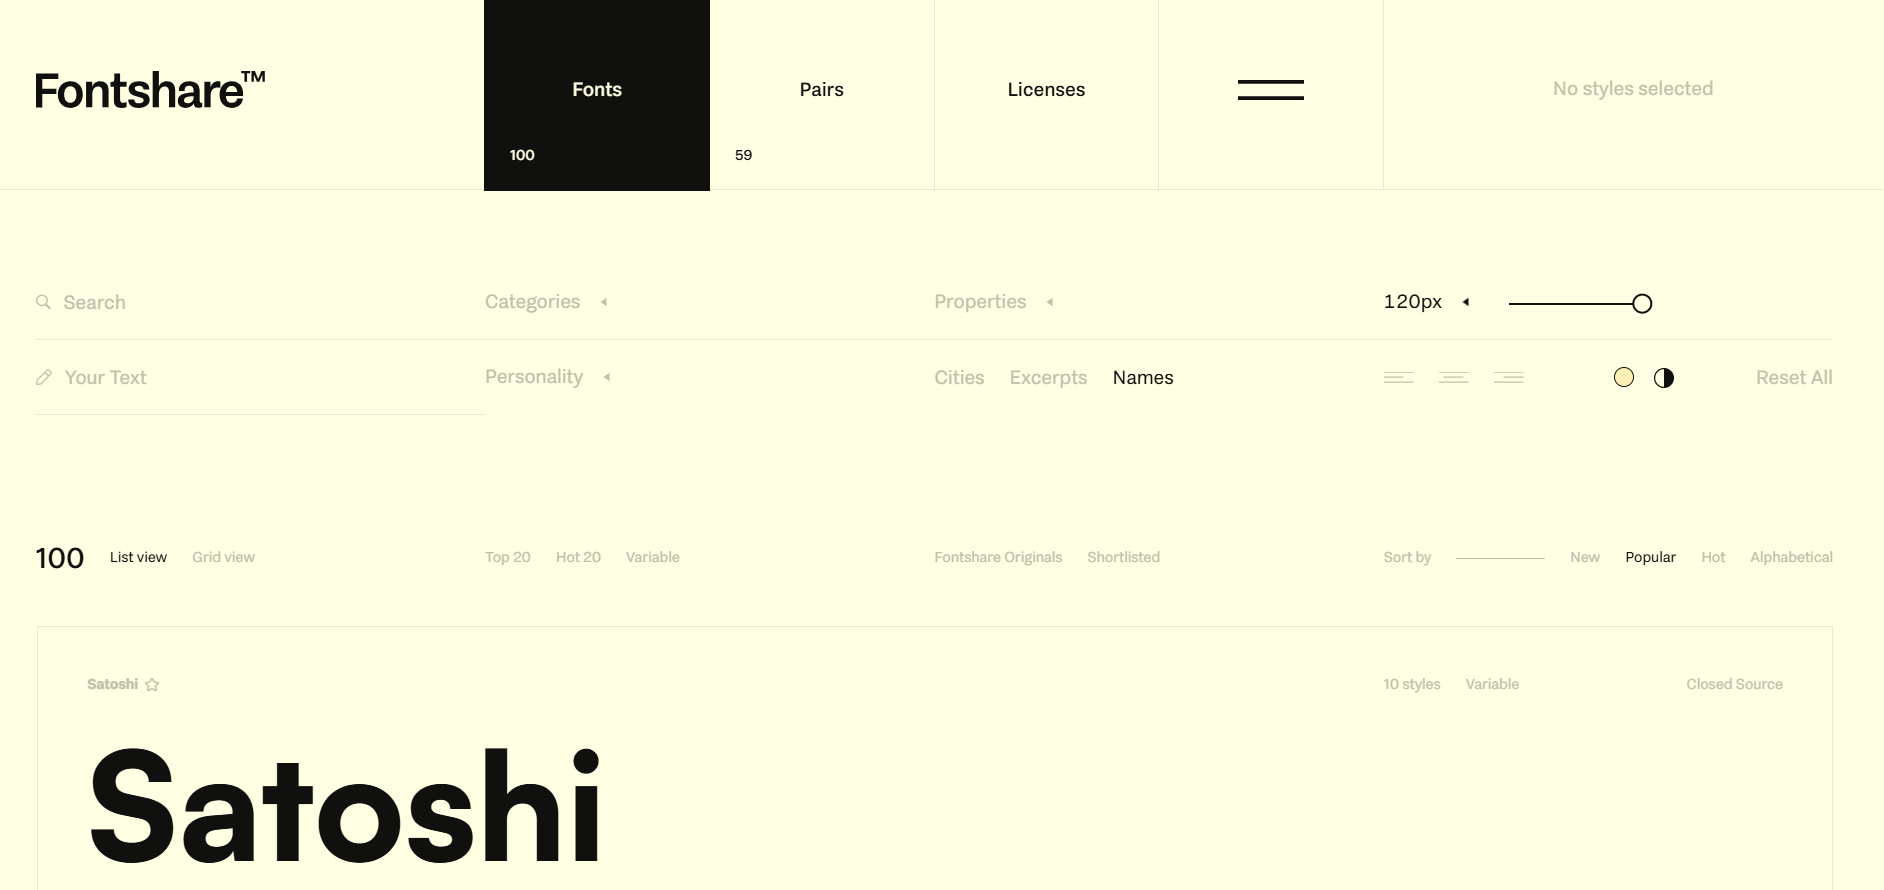 Fontshare™
Fonts
Pairs
Licenses
No styles selected
100
59
Search
Categories
Properties
120px
Your Text
Personality
Cities Excerpts Names
Reset All
100 List view Grid view
Top 20 Hot 20 Variable
Fontshare Originals Shortlisted
Sort by New Popular Hot Alphabetical
Satoshi
10 styles Variable
Closed Source
Satoshi